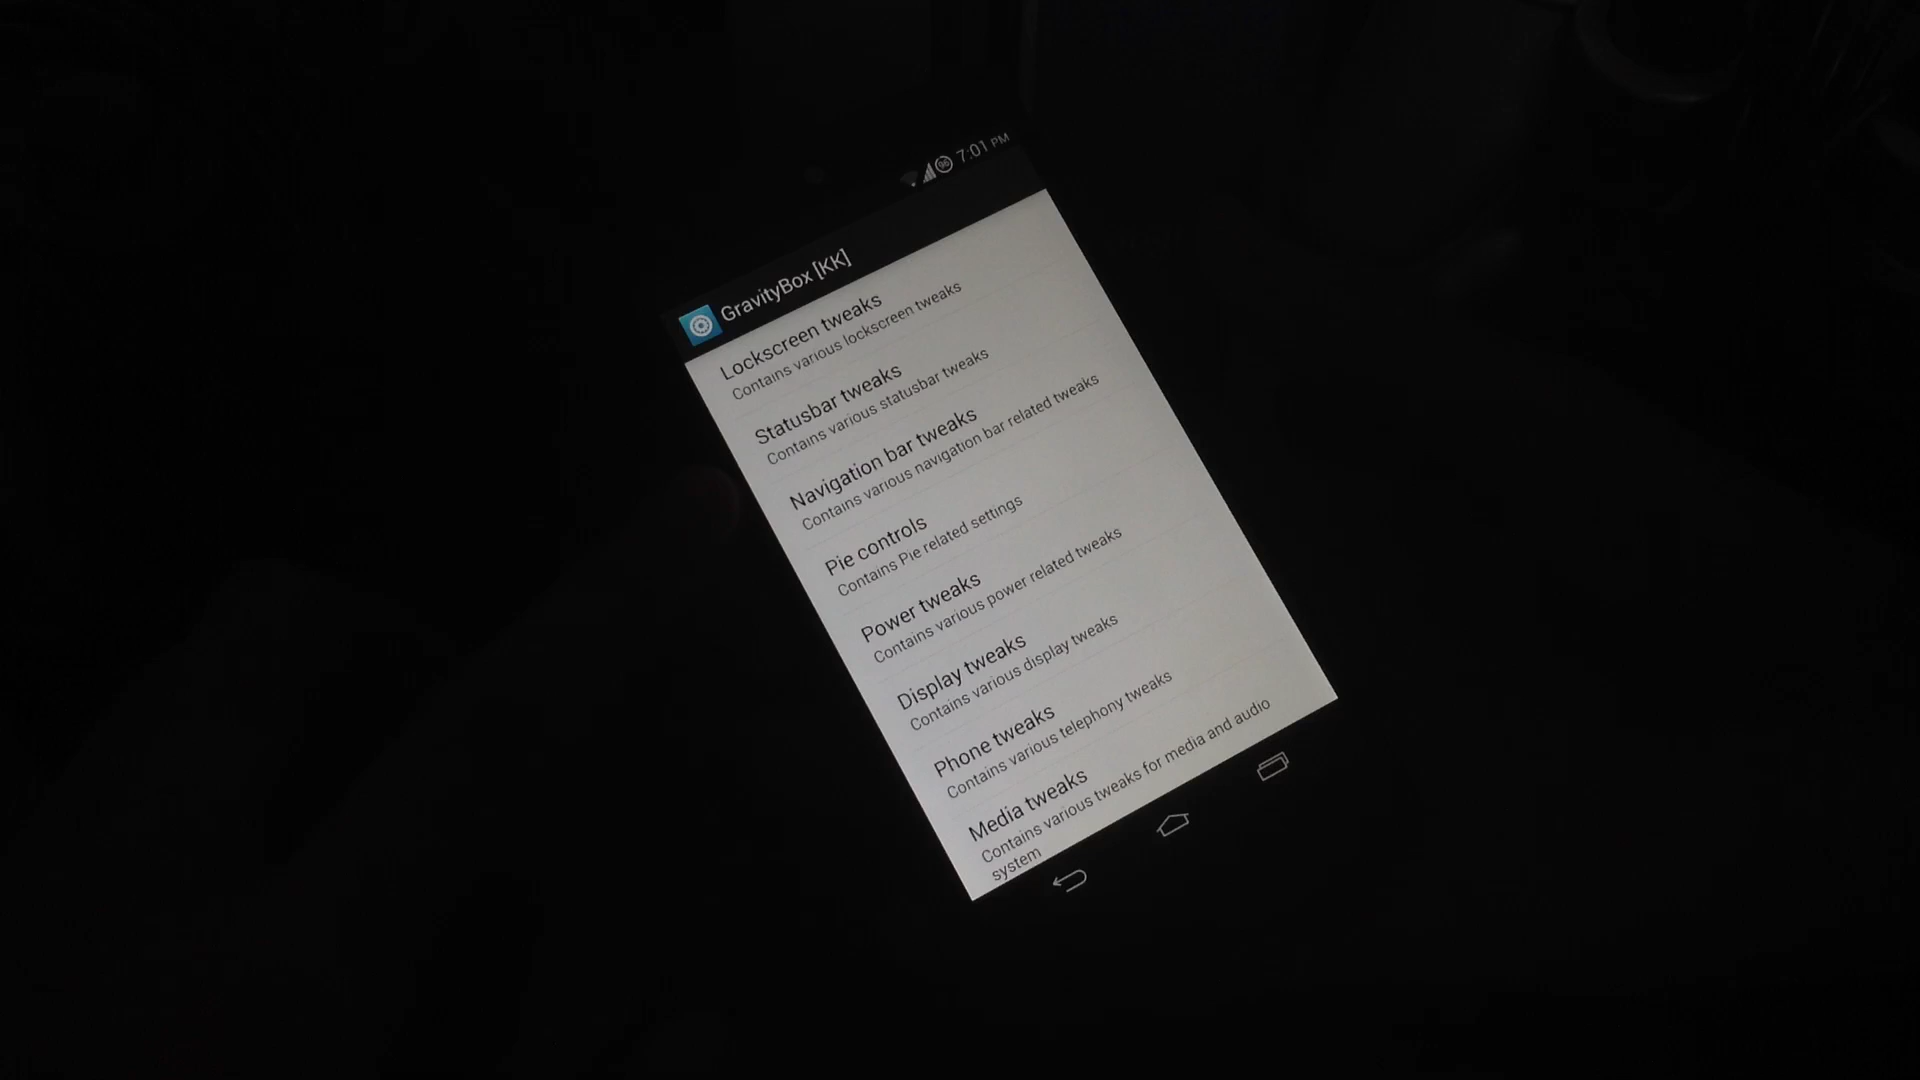 7:01 PM
GravityBox [KK]
Lockscreen tweaks
Contains various lockscreen tweaks
Statusbar tweaks
Contains various statusbar tweaks
Navigation bar tweaks
Contains various navigation bar related tweaks
Pie controls
Contains Pie related settings
Power tweaks
Contains various power related tweaks
Display tweaks
Contains various display tweaks
Phone tweaks
Contains various telephony tweaks
Media tweaks
Contains various tweaks for media and audio
system